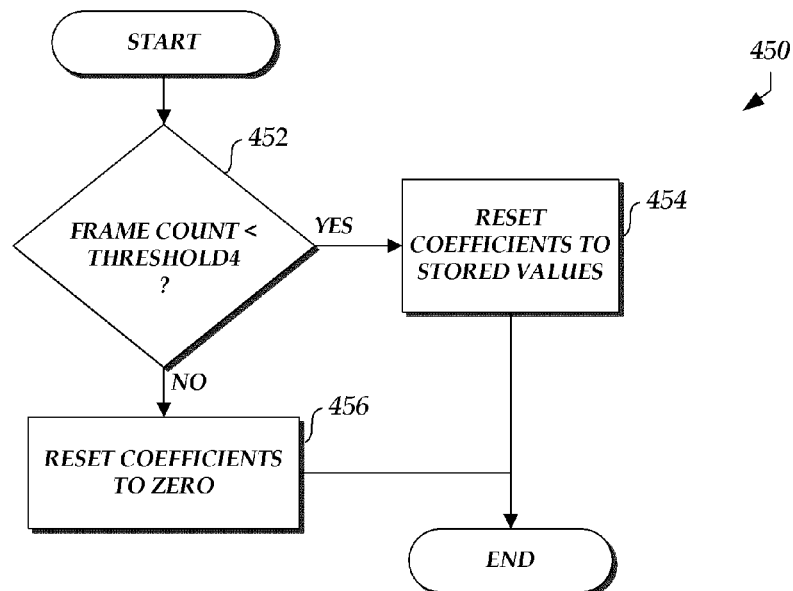 START
450
452
FRAME COUNT <
THRESHOLD4
?
YES
RESET
COEFFICIENTS TO
STORED VALUES
454
NO
456
RESET COEFFICIENTS
TO ZERO
END